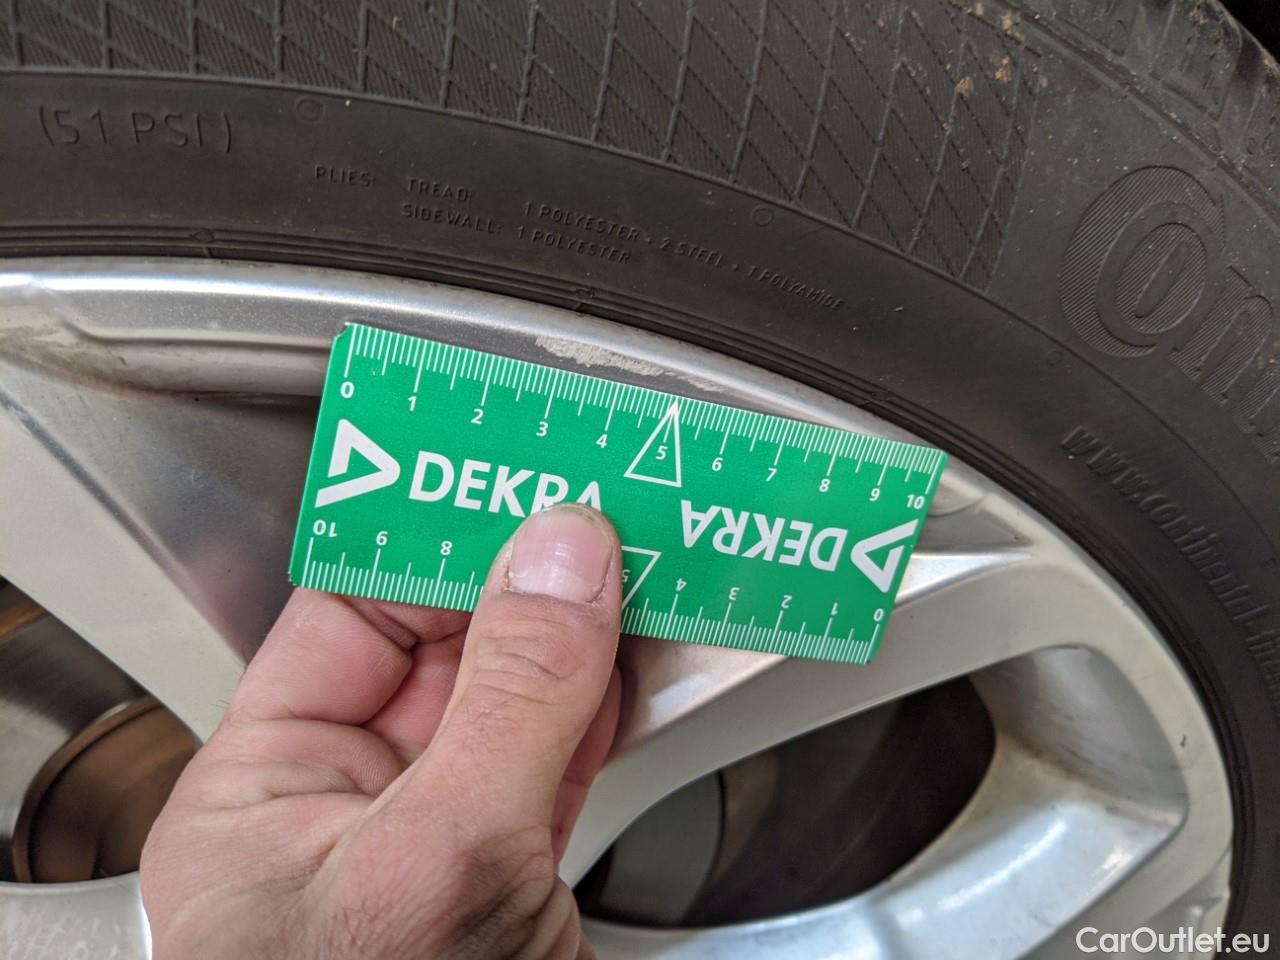 (51 PSI)
PLIES: TREAD: 1 POLYESTER + 2 STEEL + 1 POLYAMIDE
SIDEWALL: 1 POLYESTER
www.continental-
0 1 2 3 4 5 6 7 8 9 10
DEKRA
DEKRA
10 9 8 5 4 3 2 1 0
CarOutlet.eu